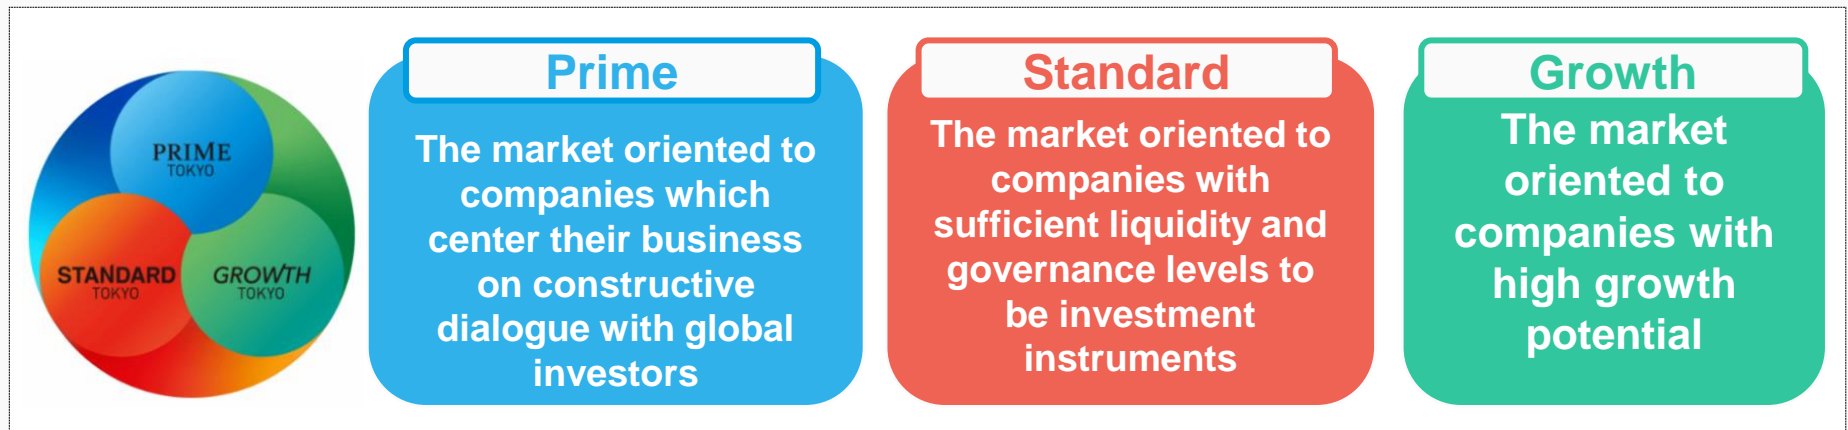 PRIME
TOKYO
STANDARD
TOKYO
GROWTH
TOKYO
Prime
The market oriented to
companies which
center their business
on constructive
dialogue with global
investors
Standard
The market oriented to
companies with
sufficient liquidity and
governance levels to
be investment
instruments
Growth
The market
oriented to
companies with
high growth
potential